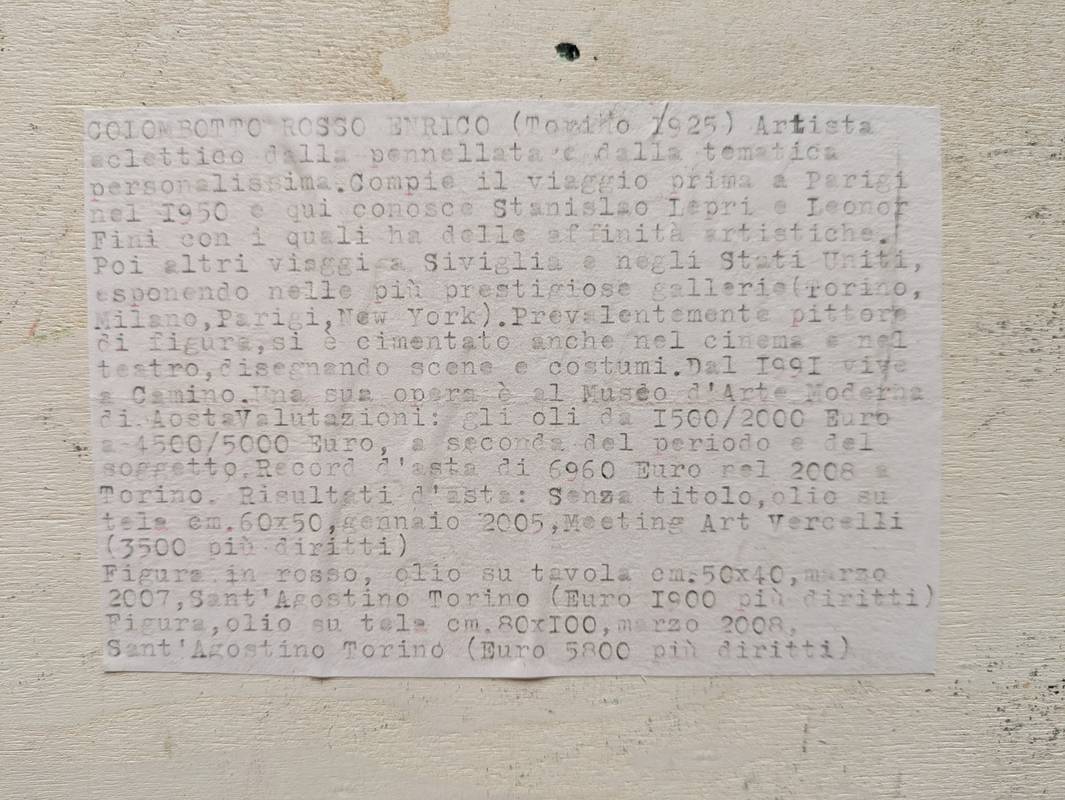 COLOMBOTTO ROSSO ENRICO (Torino 1925) Artista
eclettico dalla pennellata e dalla tematica
personalissima.Compie il viaggio prima a Parigi
nel I950 e qui conosce Stanislao Lepri e Leonor
Fini con i quali ha delle affinità artistiche.
Poi altri viaggi a Siviglia e negli Stati Uniti,
esponendo nelle più prestigiose gallerie(Torino,
Milano,Parigi,New York).Prevalentemente pittore
di figura,si è cimentato anche nel cinema e nel
teatro,disegnando scene e costumi.Dal I99I vive
a Camino.Una sua opera è al Museo d'Arte Moderna
di AostaValutazioni: gli oli da I500/2000 Euro
a 4500/5000 Euro, a seconda del periodo e del
soggetto.Record d'asta di 6960 Euro nel 2008 a
Torino. Risultati d'asta: Senza titolo,olio su
tela cm.60x50,gennaio 2005,Meeting Art Vercelli
(3500 più diritti)
Figura in rosso, olio su tavola cm.50x40,marzo
2007,Sant'Agostino Torino (Euro I900 più diritti)
Figura,olio su tela cm.80xI00,marzo 2008,
Sant'Agostino Torino (Euro 5800 più diritti)